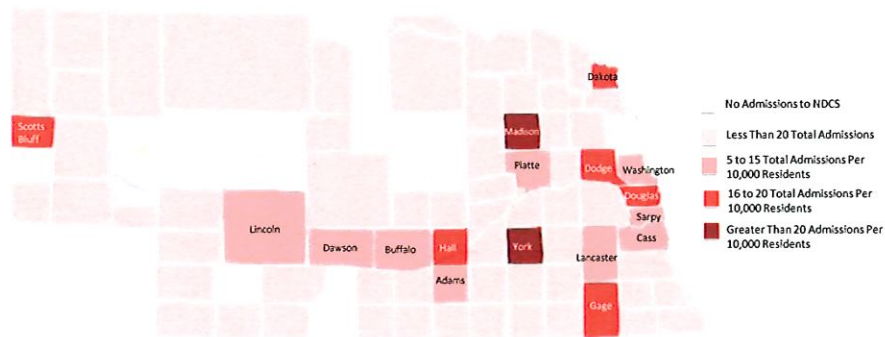 Dakota
Scotts
Bluff
Madison
Platte
Dodge
Washington
Douglas
Sarpy
Cass
Lincoln
Dawson
Buffalo
Hall
York
Lancaster
Adams
Gage
No Admissions to NDCS
Less Than 20 Total Admissions
5 to 15 Total Admissions Per
10,000 Residents
16 to 20 Total Admissions Per
10,000 Residents
Greater Than 20 Admissions Per
10,000 Residents